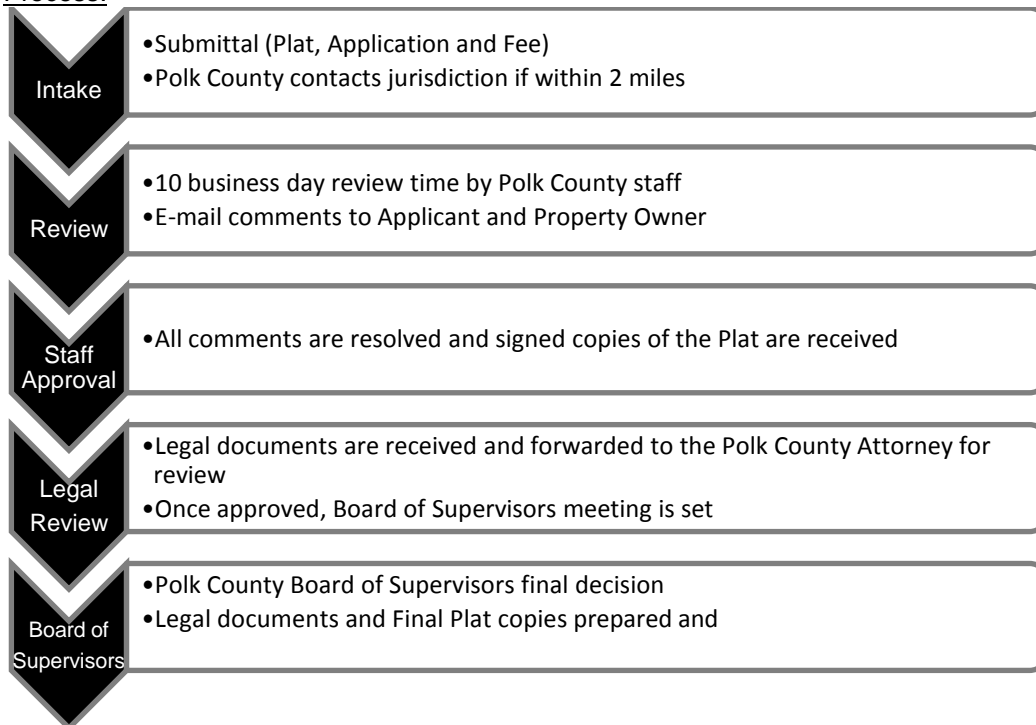 Process:
•Submittal (Plat, Application and Fee)
•Polk County contacts jurisdiction if within 2 miles
Intake
•10 business day review time by Polk County staff
•E-mail comments to Applicant and Property Owner
Review
•All comments are resolved and signed copies of the Plat are received
Staff
Approval
•Legal documents are received and forwarded to the Polk County Attorney for
review
•Once approved, Board of Supervisors meeting is set
Legal
Review
•Polk County Board of Supervisors final decision
•Legal documents and Final Plat copies prepared and
Board of
Supervisors